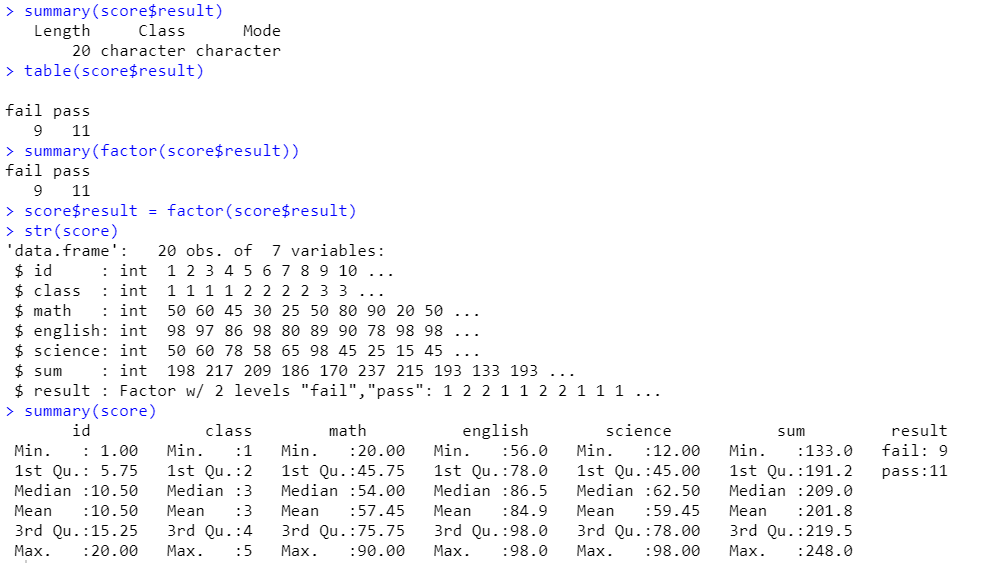 > summary(score$result)
   Length     Class      Mode
       20 character character
> table(score$result)

fail pass
   9   11
> summary(factor(score$result))
fail pass
   9   11
> score$result = factor(score$result)
> str(score)
'data.frame':   20 obs. of  7 variables:
 $ id     : int  1 2 3 4 5 6 7 8 9 10 ...
 $ class  : int  1 1 1 1 2 2 2 2 3 3 ...
 $ math   : int  50 60 45 30 25 50 80 90 20 50 ...
 $ english: int  98 97 86 98 80 89 90 78 98 98 ...
 $ science: int  50 60 78 58 65 98 45 25 15 45 ...
 $ sum    : int  198 217 209 186 170 237 215 193 133 193 ...
 $ result : Factor w/ 2 levels "fail","pass": 1 2 2 1 1 2 2 1 1 1 ...
> summary(score)
       id            class        math          english        science           sum         result
 Min.   : 1.00   Min.   :1   Min.   :20.00   Min.   :56.0   Min.   :12.00   Min.   :133.0   fail: 9
 1st Qu.: 5.75   1st Qu.:2   1st Qu.:45.75   1st Qu.:78.0   1st Qu.:45.00   1st Qu.:191.2   pass:11
 Median :10.50   Median :3   Median :54.00   Median :86.5   Median :62.50   Median :209.0
 Mean   :10.50   Mean   :3   Mean   :57.45   Mean   :84.9   Mean   :59.45   Mean   :201.8
 3rd Qu.:15.25   3rd Qu.:4   3rd Qu.:75.75   3rd Qu.:98.0   3rd Qu.:78.00   3rd Qu.:219.5
 Max.   :20.00   Max.   :5   Max.   :90.00   Max.   :98.0   Max.   :98.00   Max.   :248.0